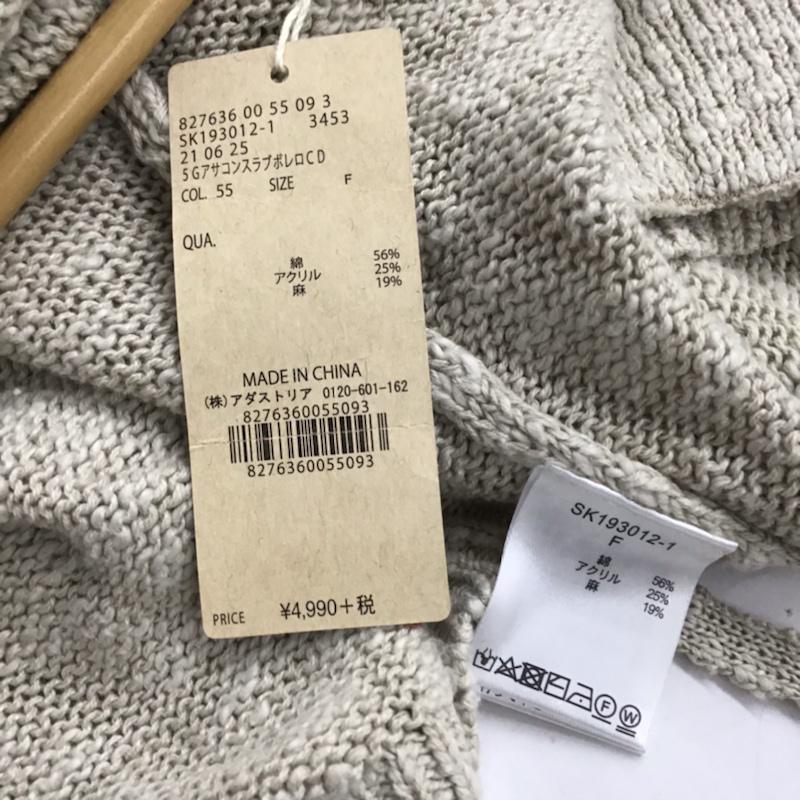 827636 00 55 09 3
SK193012-1 3453
21 06 25
5GアサコンスラブボレロCD
COL. 55 SIZE F
QUA.
綿 56%
アクリル 25%
麻 19%
MADE IN CHINA
(株)アダストリア 0120-601-162
8276360055093
8276360055093
PRICE ¥4,990+税
SK193012-1
F
綿 56%
アクリル 25%
麻 19%
F
W